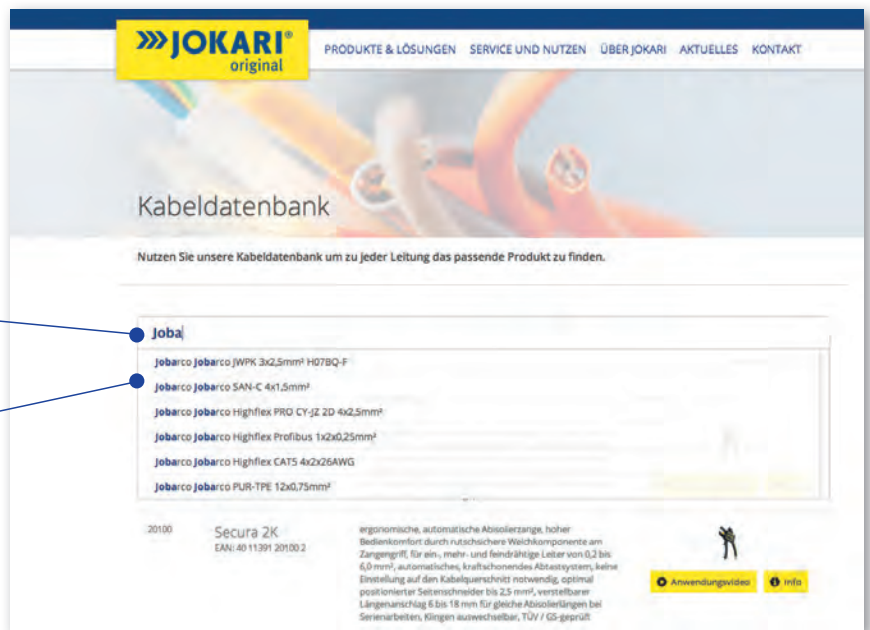 »»JOKARI®
original
PRODUKTE & LÖSUNGEN SERVICE UND NUTZEN ÜBER JOKARI AKTUELLES KONTAKT
Kabeldatenbank
Nutzen Sie unsere Kabeldatenbank um zu jeder Leitung das passende Produkt zu finden.
Joba
Jobarco Jobarco JWPK 3x2,5mm² H07BQ-F
Jobarco Jobarco SAN-C 4x1,5mm²
Jobarco Jobarco Highflex PRO CY-JZ 2D 4x2,5mm²
Jobarco Jobarco Highflex Profibus 1x2x0,25mm²
Jobarco Jobarco Highflex CAT5 4x2x26AWG
Jobarco Jobarco PUR-TPE 12x0,75mm²
20100
Secura 2K
EAN: 40 11391 20100 2
ergonomische, automatische Abisolierzange, hoher
Bedienkomfort durch rutschsichere Weichkomponente am
Zangengriff, für ein-, mehr- und feindrähtige Leiter von 0,2 bis
6,0 mm², automatisches, kraftschonendes Abtastsystem, keine
Einstellung auf den Kabelquerschnitt notwendig, optimal
positionierter Seitenschneider bis 2,5 mm², verstellbarer
Längenanschlag 6 bis 18 mm für gleiche Abisolierlängen bei
Serienarbeiten, Klingen auswechselbar, TÜV / GS-geprüft
Anwendungsvideo
Info